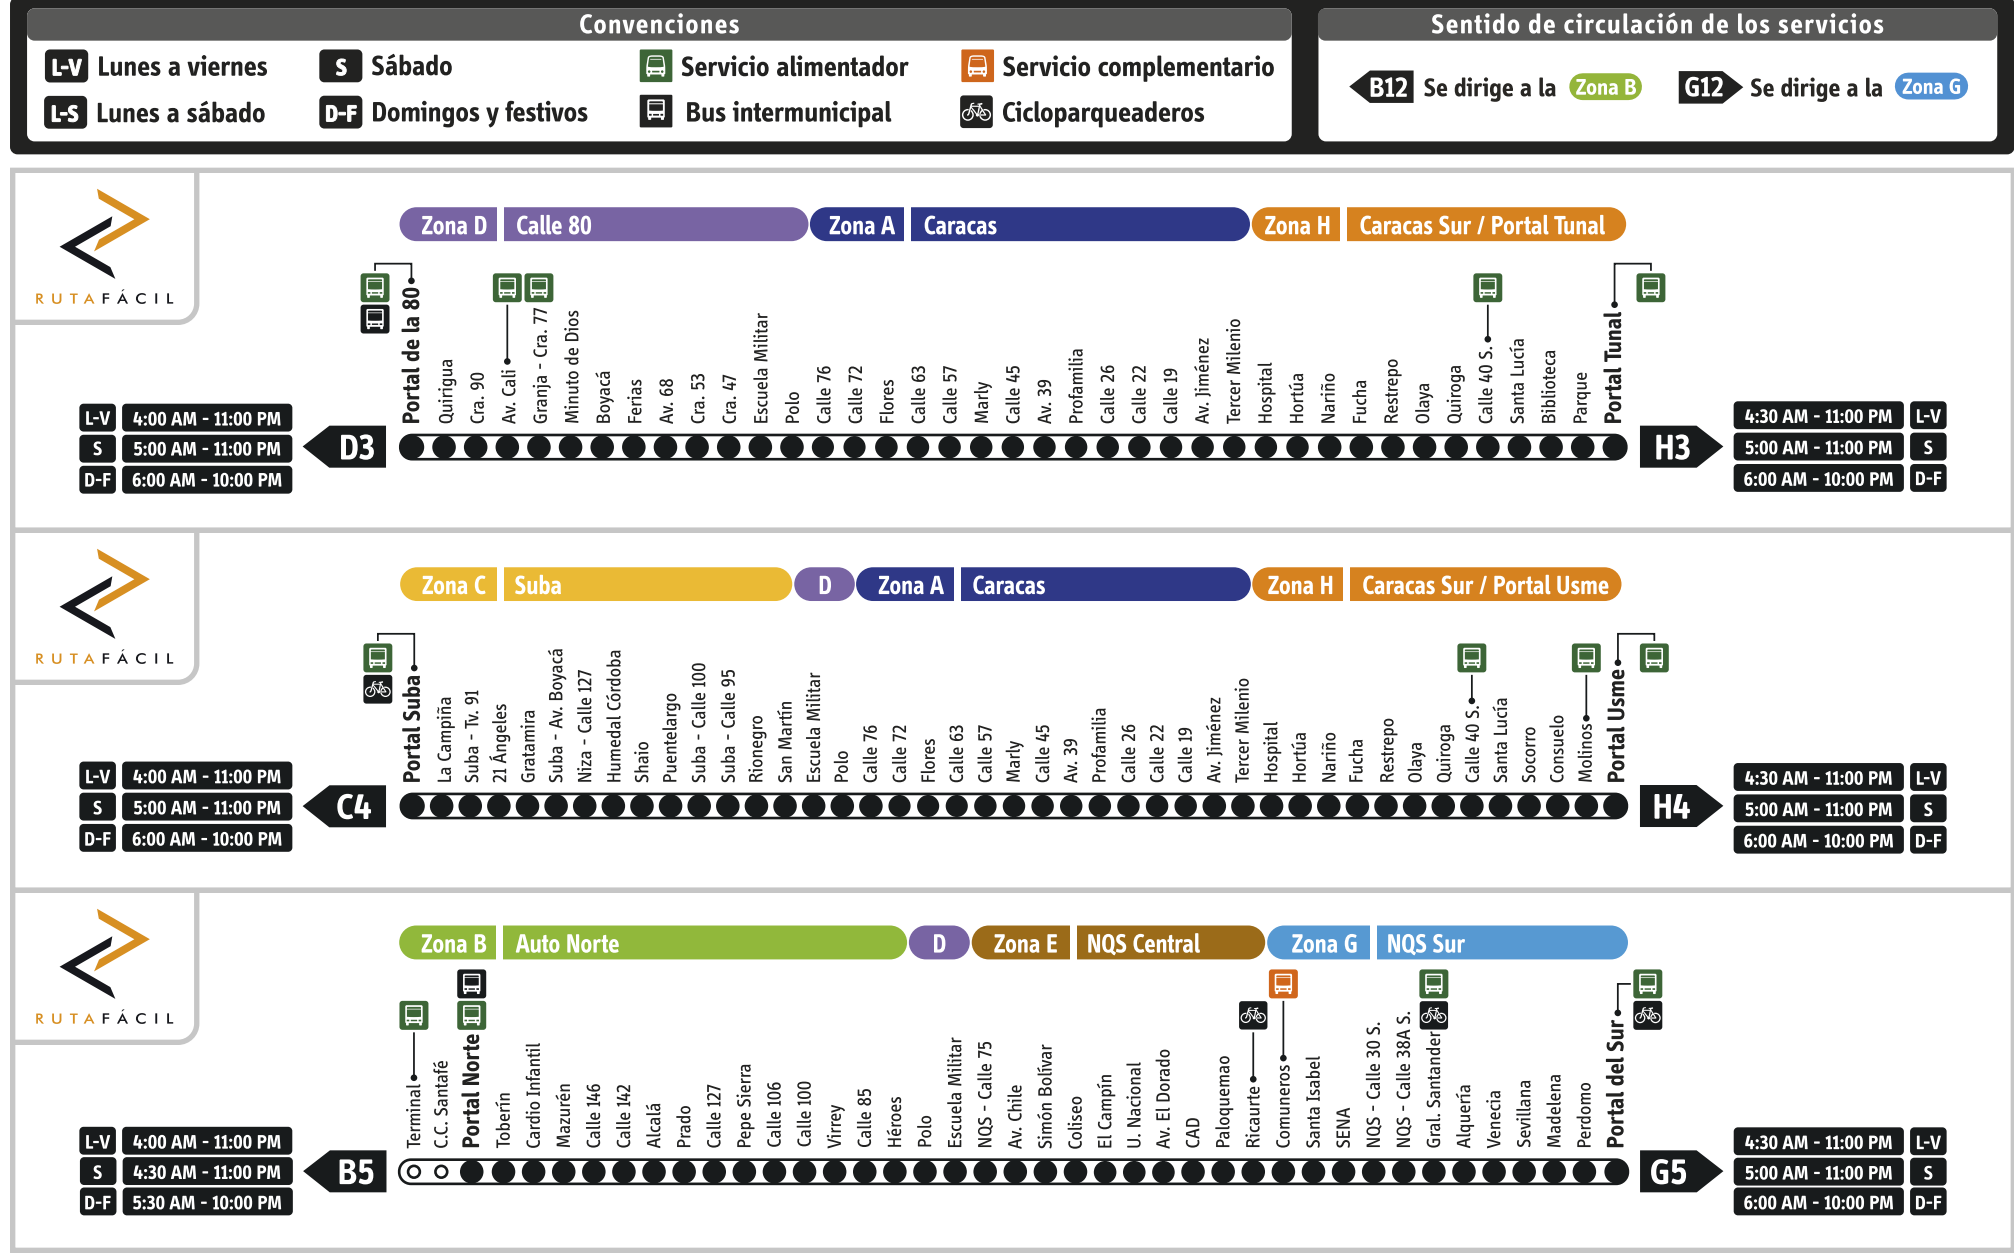 Convenciones
L-V Lunes a viernes
S Sábado
Servicio alimentador
Servicio complementario
L-S Lunes a sábado
D-F Domingos y festivos
Bus intermunicipal
Cicloparqueaderos
Sentido de circulación de los servicios
B12 Se dirige a la Zona B
G12 Se dirige a la Zona G
RUTAFÁCIL
Zona D Calle 80
Zona A Caracas
Zona H Caracas Sur / Portal Tunal
Portal de la 80
Quirigua
Cra. 90
Av. Cali
Granja - Cra. 77
Minuto de Dios
Boyacá
Ferias
Av. 68
Cra. 53
Cra. 47
Escuela Militar
Polo
Calle 76
Calle 72
Flores
Calle 63
Calle 57
Marly
Calle 45
Av. 39
Profamilia
Calle 26
Calle 22
Calle 19
Av. Jiménez
Tercer Milenio
Hospital
Hortúa
Nariño
Fucha
Restrepo
Olaya
Quiroga
Calle 40 S.
Santa Lucía
Biblioteca
Parque
Portal Tunal
L-V 4:00 AM - 11:00 PM
S 5:00 AM - 11:00 PM
D-F 6:00 AM - 10:00 PM
D3
H3
4:30 AM - 11:00 PM L-V
5:00 AM - 11:00 PM S
6:00 AM - 10:00 PM D-F
RUTAFÁCIL
Zona C Suba
D
Zona A Caracas
Zona H Caracas Sur / Portal Usme
Portal Suba
La Campiña
Suba - Tv. 91
21 Ángeles
Gratamira
Suba - Av. Boyacá
Niza - Calle 127
Humedal Córdoba
Shaio
Puentelargo
Suba - Calle 100
Suba - Calle 95
Rionegro
San Martín
Escuela Militar
Polo
Calle 76
Calle 72
Flores
Calle 63
Calle 57
Marly
Calle 45
Av. 39
Profamilia
Calle 26
Calle 22
Calle 19
Av. Jiménez
Tercer Milenio
Hospital
Hortúa
Nariño
Fucha
Restrepo
Olaya
Quiroga
Calle 40 S.
Santa Lucía
Socorro
Consuelo
Molinos
Portal Usme
L-V 4:00 AM - 11:00 PM
S 5:00 AM - 11:00 PM
D-F 6:00 AM - 10:00 PM
C4
H4
4:30 AM - 11:00 PM L-V
5:00 AM - 11:00 PM S
6:00 AM - 10:00 PM D-F
RUTAFÁCIL
Zona B Auto Norte
D
Zona E NQS Central
Zona G NQS Sur
Terminal
C.C. Santafé
Portal Norte
Toberín
Cardio Infantil
Mazurén
Calle 146
Calle 142
Alcalá
Prado
Calle 127
Pepe Sierra
Calle 106
Calle 100
Virrey
Calle 85
Héroes
Polo
Escuela Militar
NQS - Calle 75
Av. Chile
Simón Bolívar
Coliseo
El Campín
U. Nacional
Av. El Dorado
CAD
Paloquemao
Ricaurte
Comuneros
Santa Isabel
SENA
NQS - Calle 30 S.
NQS - Calle 38A S.
Gral. Santander
Alquería
Venecia
Sevillana
Madelena
Perdomo
Portal del Sur
L-V 4:00 AM - 11:00 PM
S 4:30 AM - 11:00 PM
D-F 5:30 AM - 10:00 PM
B5
G5
4:30 AM - 11:00 PM L-V
5:00 AM - 11:00 PM S
6:00 AM - 10:00 PM D-F